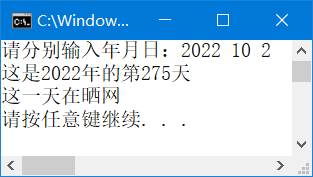 C:\Window...
请分别输入年月日：2022 10 2
这是2022年的第275天
这一天在晒网
请按任意键继续. . .